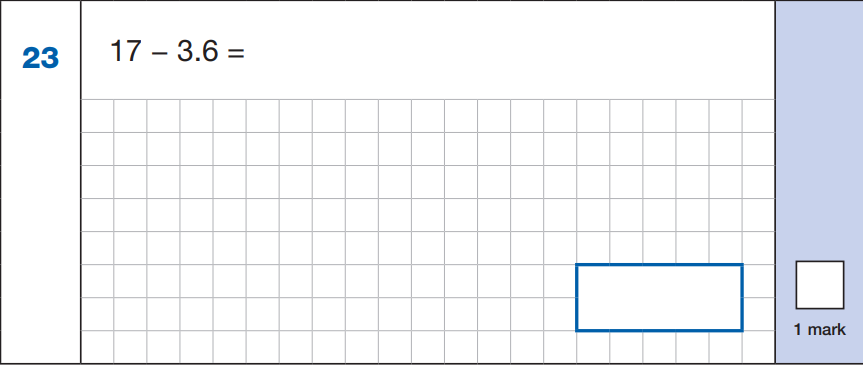 23
17 – 3.6 =
1 mark